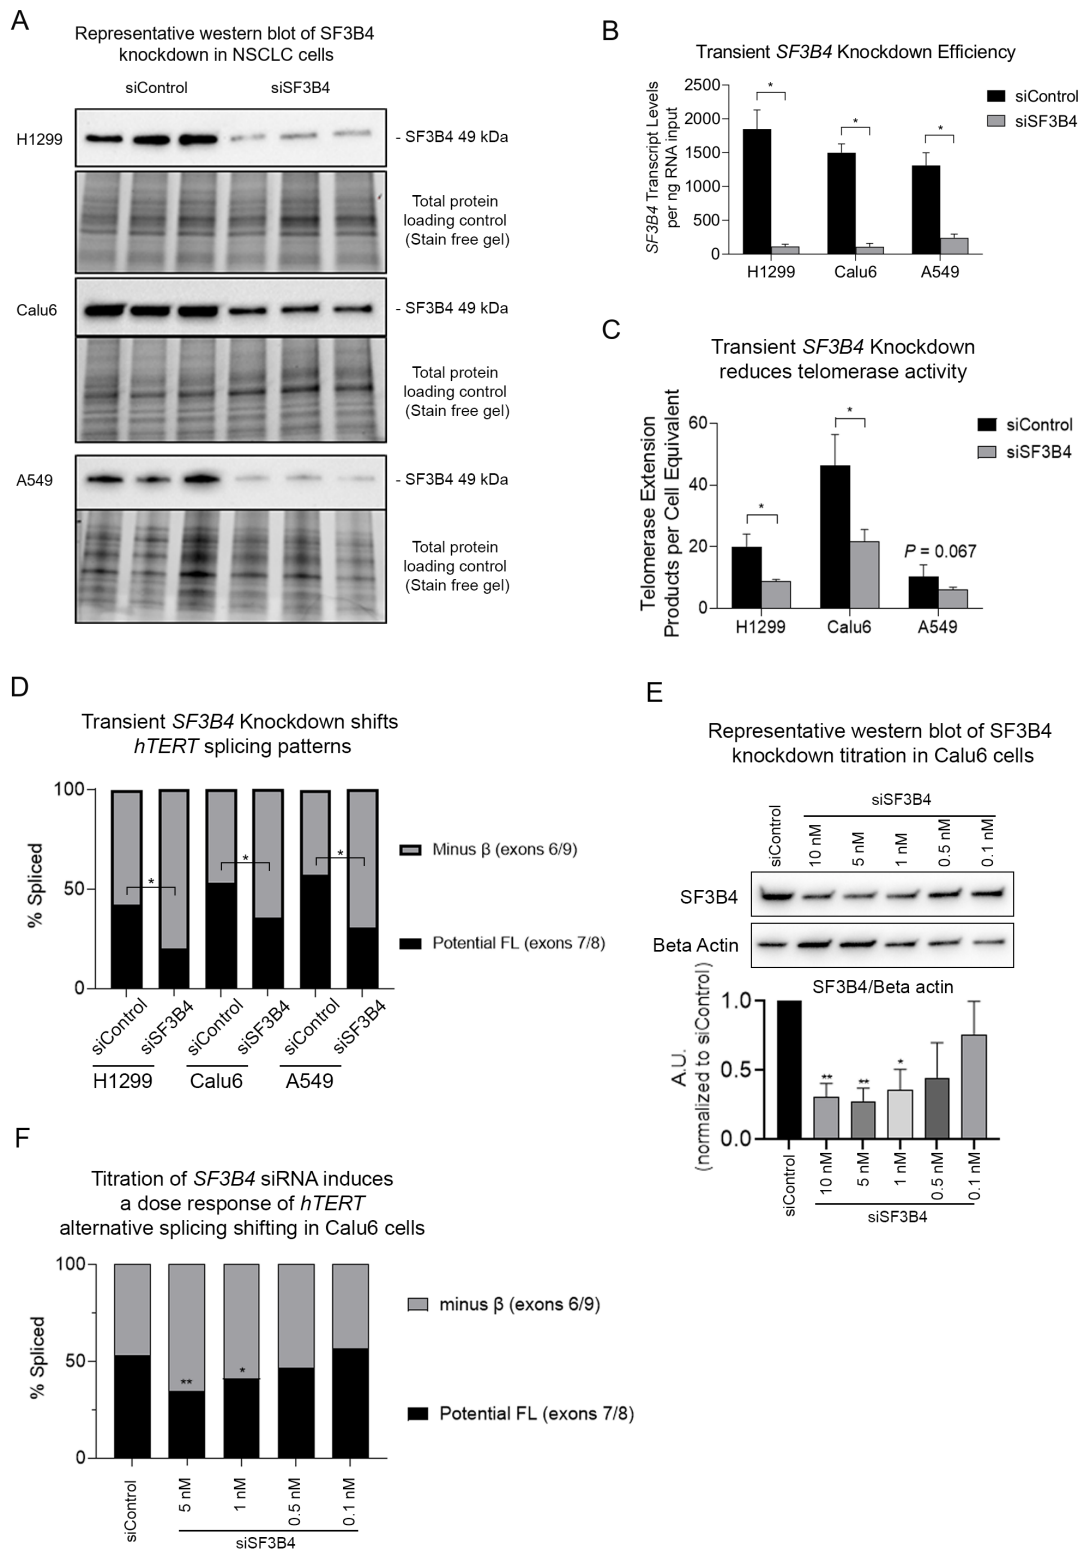 A
Representative western blot of SF3B4
knockdown in NSCLC cells
siControl siSF3B4
H1299
- SF3B4 49 kDa
Total protein
loading control
(Stain free gel)
Calu6
- SF3B4 49 kDa
Total protein
loading control
(Stain free gel)
A549
- SF3B4 49 kDa
Total protein
loading control
(Stain free gel)
B
Transient SF3B4 Knockdown Efficiency
SF3B4 Transcript Levels
per ng RNA input
2500
2000
1500
1000
500
0
* * *
H1299 Calu6 A549
siControl
siSF3B4
C
Transient SF3B4 Knockdown
reduces telomerase activity
Telomerase Extension
Products per Cell Equivalent
60
40
20
0
* *
P = 0.067
H1299 Calu6 A549
siControl
siSF3B4
D
Transient SF3B4 Knockdown shifts
hTERT splicing patterns
% Spliced
100
50
0
* * *
Minus β (exons 6/9)
Potential FL (exons 7/8)
siControl siSF3B4 siControl siSF3B4 siControl siSF3B4
H1299 Calu6 A549
E
Representative western blot of SF3B4
knockdown titration in Calu6 cells
siSF3B4
siControl 10 nM 5 nM 1 nM 0.5 nM 0.1 nM
SF3B4
Beta Actin
SF3B4/Beta actin
A.U.
(normalized to siControl)
1.0
0.5
0.0
** ** *
siControl 10 nM 5 nM 1 nM 0.5 nM 0.1 nM
siSF3B4
F
Titration of SF3B4 siRNA induces
a dose response of hTERT
alternative splicing shifting in Calu6 cells
% Spliced
100
50
0
** *
minus β (exons 6/9)
Potential FL (exons 7/8)
siControl 5 nM 1 nM 0.5 nM 0.1 nM
siSF3B4